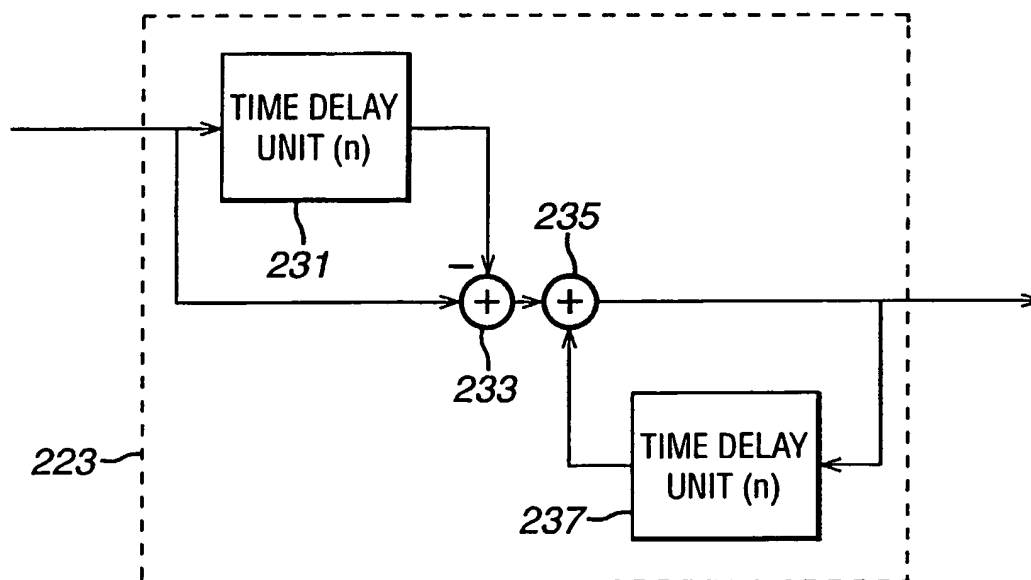 TIME DELAY
UNIT (n)
231
235
−
+
+
233
223
TIME DELAY
UNIT (n)
237